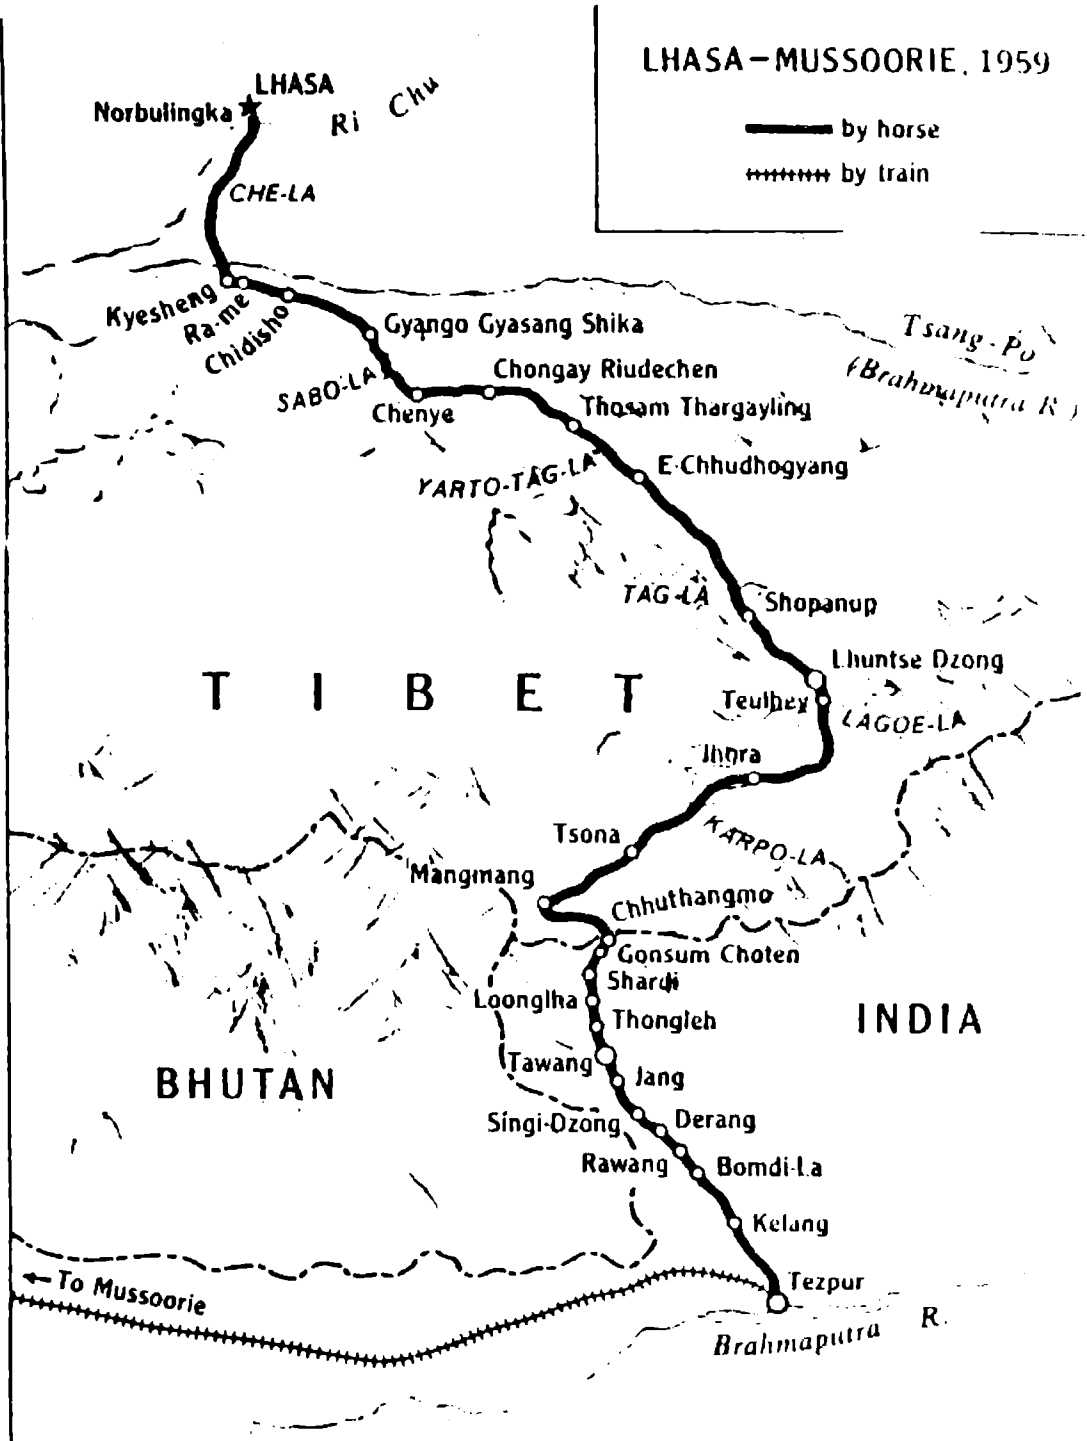 LHASA–MUSSOORIE, 1959
by horse
by train
LHASA
Norbulingka
Ri Chu
CHE-LA
Kyesheng
Ra-me
Chidisho
Gyango Gyasang Shika
Tsang-Po
(Brahmaputra R.)
SABO-LA
Chongay Riudechen
Chenye
Thosam Thargayling
YARTO-TAG-LA
E-Chhudhogyang
TAG-LA
Shopanup
TIBET
Lhuntse Dzong
Teulhey
LAGOE-LA
Jhora
Tsona
KARPO-LA
Mangmang
Chhuthangmo
Gonsum Choten
Shardi
Loonglha
Thongleh
INDIA
Tawang
BHUTAN
Jang
Singi-Dzong
Derang
Rawang
Bomdi-La
Kelang
Tezpur
← To Mussoorie
Brahmaputra R.